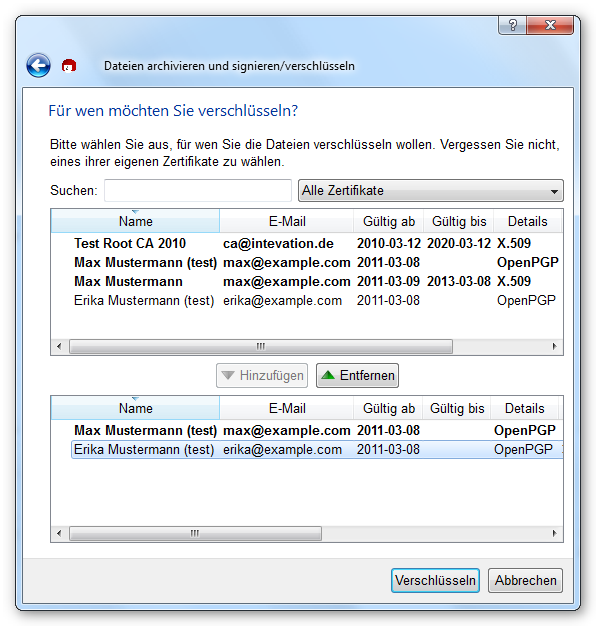 Dateien archivieren und signieren/verschlüsseln
Für wen möchten Sie verschlüsseln?
Bitte wählen Sie aus, für wen Sie die Dateien verschlüsseln wollen. Vergessen Sie nicht,
eines ihrer eigenen Zertifikate zu wählen.
Suchen: Alle Zertifikate
Name E-Mail Gültig ab Gültig bis Details
Test Root CA 2010 ca@intevation.de 2010-03-12 2020-03-12 X.509
Max Mustermann (test) max@example.com 2011-03-08 OpenPGP
Max Mustermann max@example.com 2011-03-09 2013-03-08 X.509
Erika Mustermann (test) erika@example.com 2011-03-08 OpenPGP
Hinzufügen Entfernen
Name E-Mail Gültig ab Gültig bis Details
Max Mustermann (test) max@example.com 2011-03-08 OpenPGP
Erika Mustermann (test) erika@example.com 2011-03-08 OpenPGP
Verschlüsseln Abbrechen